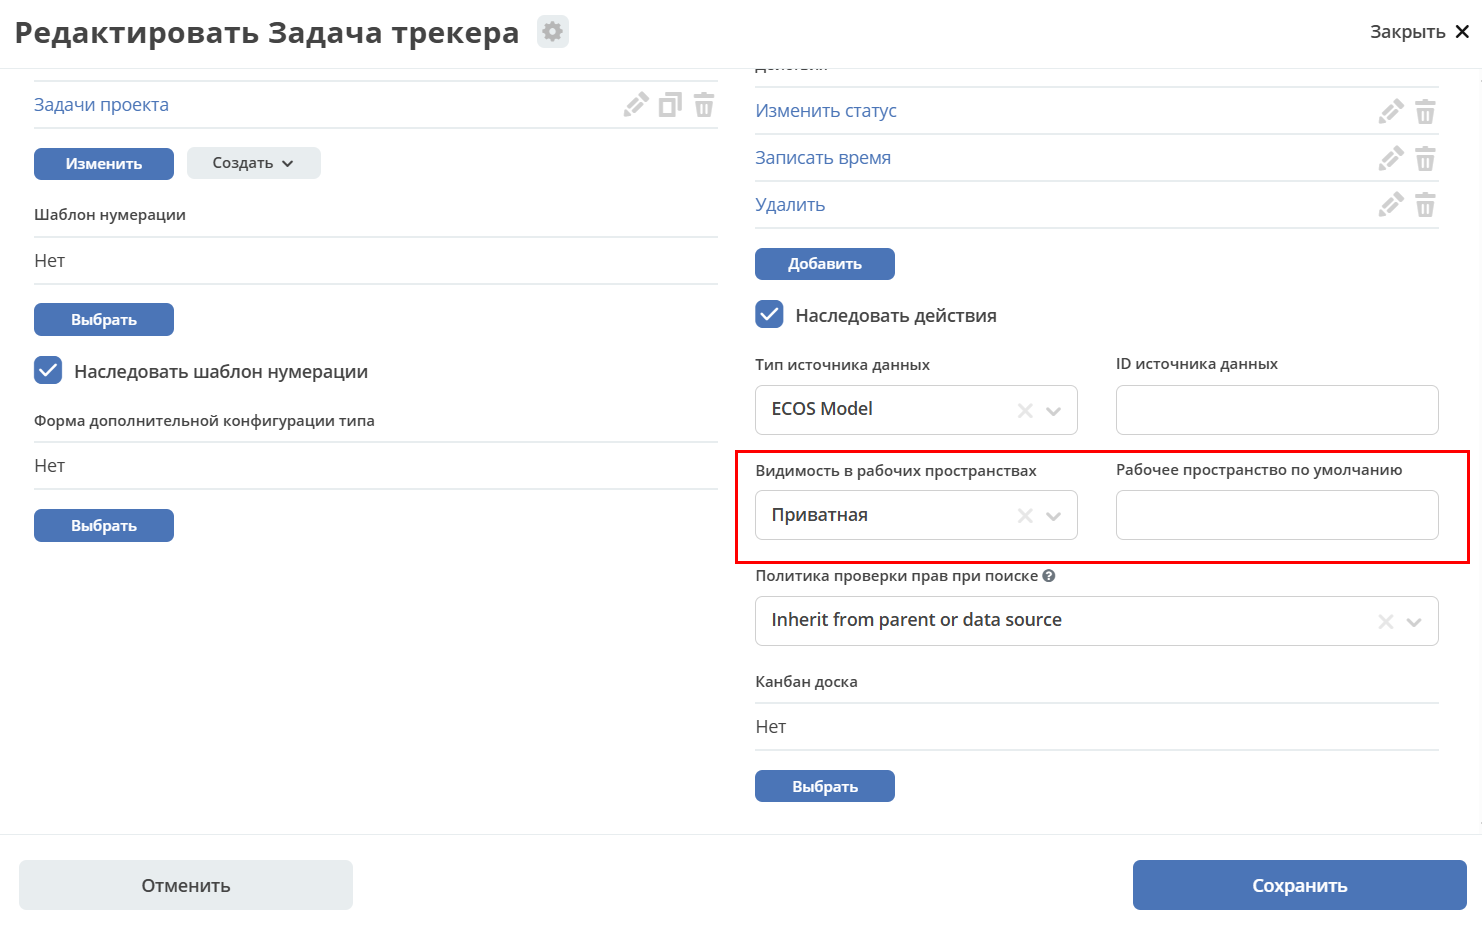 Редактировать Задача трекера
Закрыть
Задачи проекта
Изменить
Создать
Шаблон нумерации
Нет
Выбрать
Наследовать шаблон нумерации
Форма дополнительной конфигурации типа
Нет
Выбрать
Действия
Изменить статус
Записать время
Удалить
Добавить
Наследовать действия
Тип источника данных
ID источника данных
ECOS Model
Видимость в рабочих пространствах
Рабочее пространство по умолчанию
Приватная
Политика проверки прав при поиске
Inherit from parent or data source
Канбан доска
Нет
Выбрать
Отменить
Сохранить